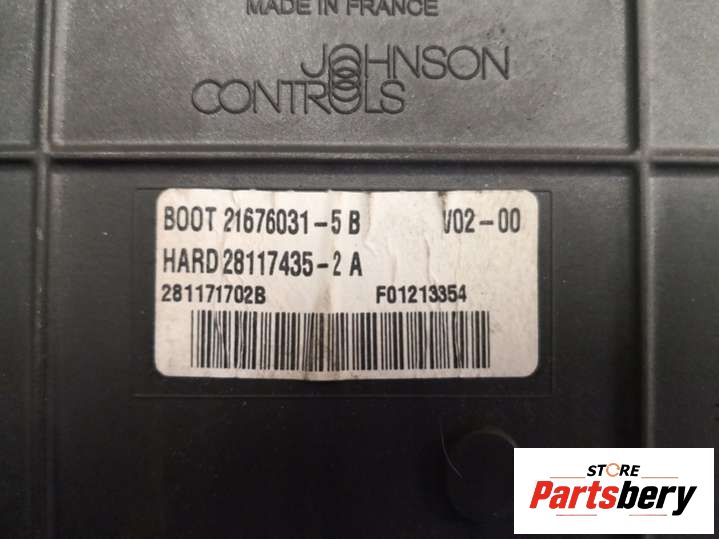 MADE IN FRANCE
JOHNSON
CONTROLS
BOOT 21676031-5 B V02-00
HARD 28117435-2 A
281171702B F01213354
STORE
Partsbery